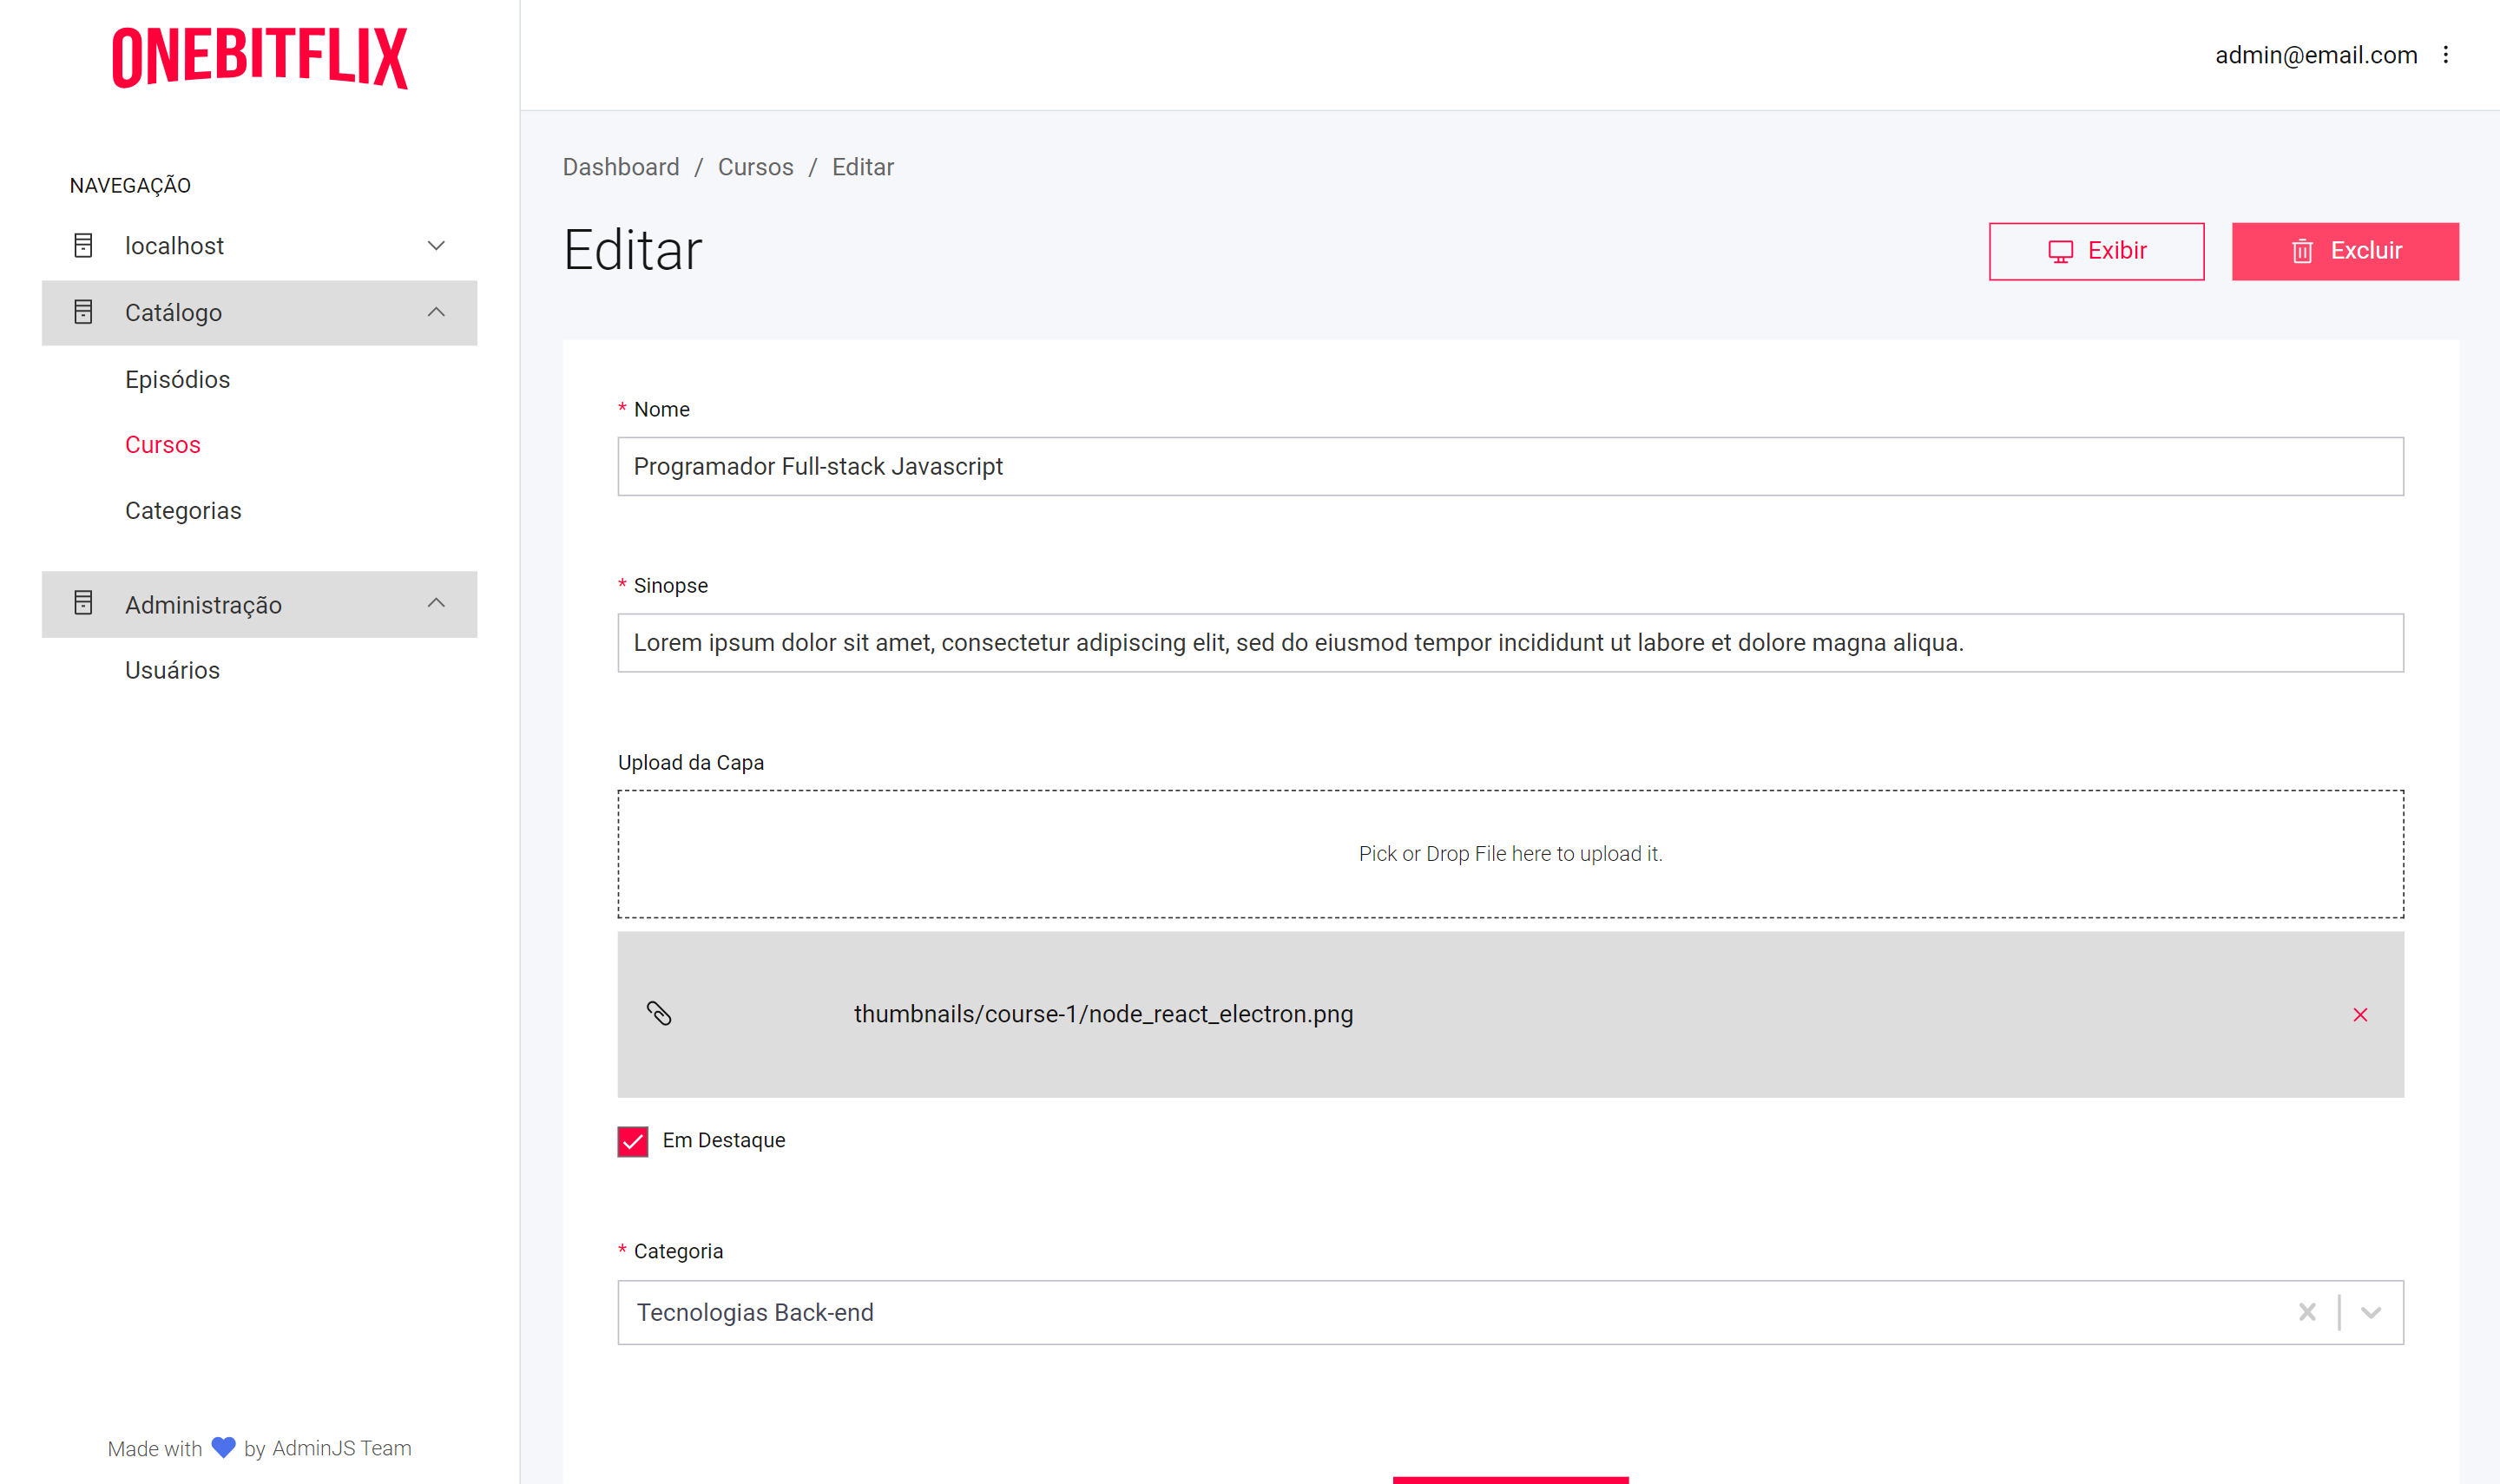 ONEBITFLIX
admin@email.com
NAVEGAÇÃO
localhost
Catálogo
Episódios
Cursos
Categorias
Administração
Usuários
Made with by AdminJS Team
Dashboard / Cursos / Editar
Editar
Exibir
Excluir
* Nome
Programador Full-stack Javascript
* Sinopse
Lorem ipsum dolor sit amet, consectetur adipiscing elit, sed do eiusmod tempor incididunt ut labore et dolore magna aliqua.
Upload da Capa
Pick or Drop File here to upload it.
thumbnails/course-1/node_react_electron.png
Em Destaque
* Categoria
Tecnologias Back-end